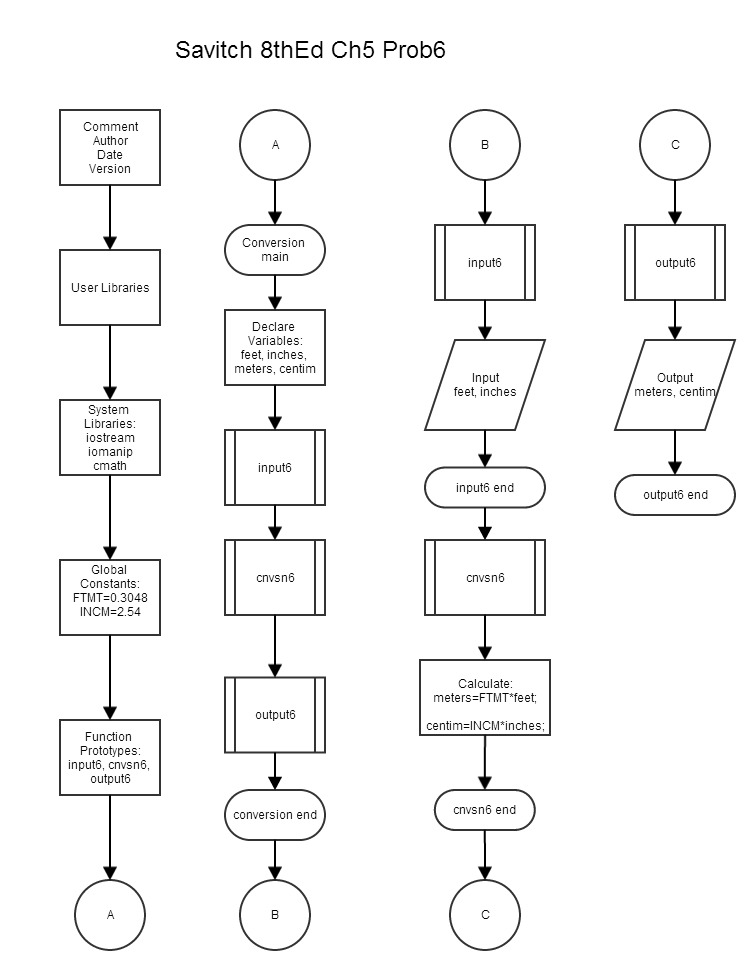 Savitch 8thEd Ch5 Prob6
Comment
Author
Date
Version
User Libraries
System
Libraries:
iostream
iomanip
cmath
Global
Constants:
FTMT=0.3048
INCM=2.54
Function
Prototypes:
input6, cnvsn6,
output6
A
A
Conversion
main
Declare
Variables:
feet, inches,
meters, centim
input6
cnvsn6
output6
conversion end
B
B
input6
Input
feet, inches
input6 end
cnvsn6
Calculate:
meters=FTMT*feet;
centim=INCM*inches;
cnvsn6 end
C
C
output6
Output
meters, centim
output6 end